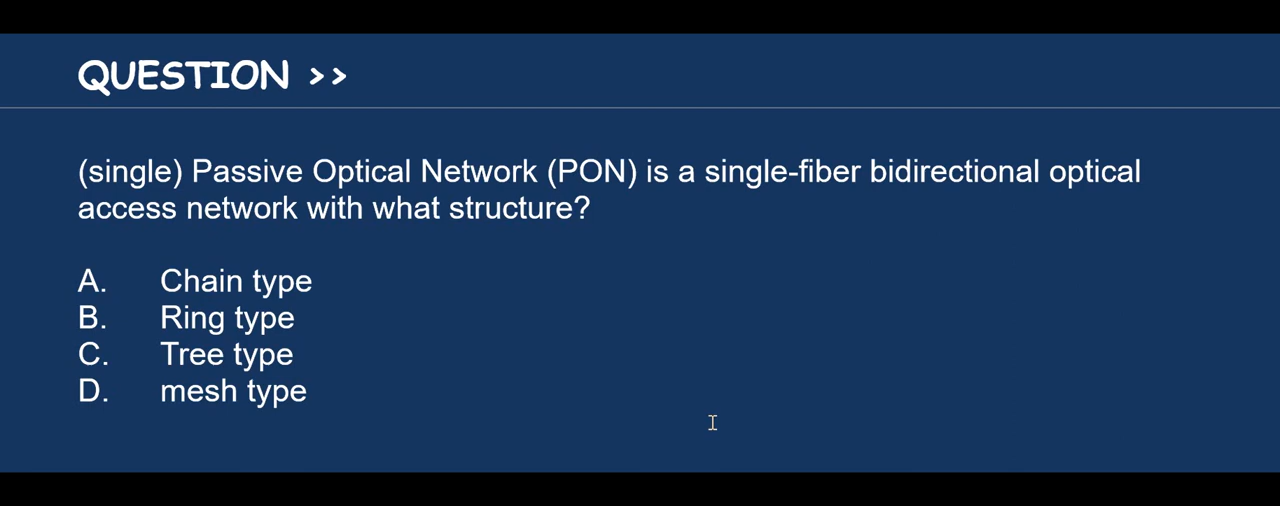 QUESTION >>
(single) Passive Optical Network (PON) is a single-fiber bidirectional optical
access network with what structure?
A. Chain type
B. Ring type
C. Tree type
D. mesh type